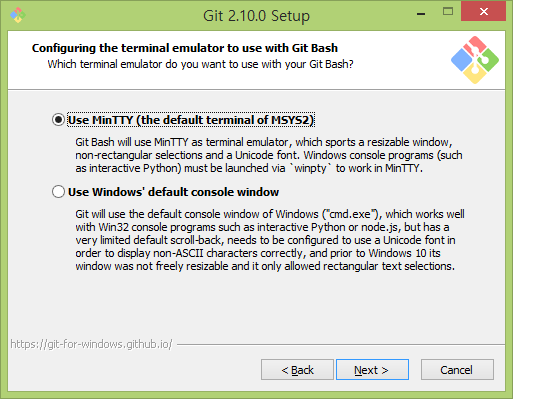 Git 2.10.0 Setup
Configuring the terminal emulator to use with Git Bash
Which terminal emulator do you want to use with your Git Bash?
Use MinTTY (the default terminal of MSYS2)
Git Bash will use MinTTY as terminal emulator, which sports a resizable window,
non-rectangular selections and a Unicode font. Windows console programs (such
as interactive Python) must be launched via `winpty` to work in MinTTY.
Use Windows' default console window
Git will use the default console window of Windows ("cmd.exe"), which works well
with Win32 console programs such as interactive Python or node.js, but has a
very limited default scroll-back, needs to be configured to use a Unicode font in
order to display non-ASCII characters correctly, and prior to Windows 10 its
window was not freely resizable and it only allowed rectangular text selections.
https://git-for-windows.github.io/
< Back
Next >
Cancel